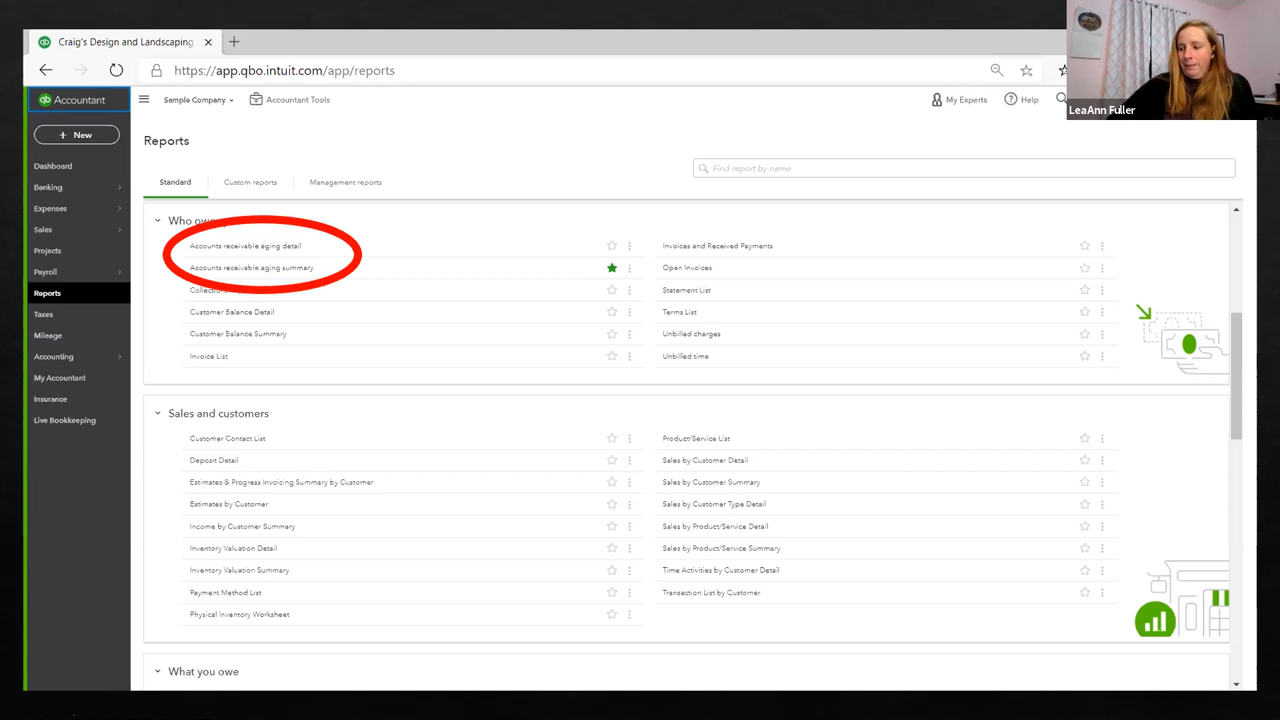 Craig's Design and Landscaping
https://app.qbo.intuit.com/app/reports
LeaAnn Fuller
qb Accountant
Sample Company
Accountant Tools
My Experts
Help
+ New
Reports
Find report by name
Standard
Custom reports
Management reports
Dashboard
Banking
Expenses
Sales
Projects
Payroll
Reports
Taxes
Mileage
Accounting
My Accountant
Insurance
Live Bookkeeping
Who
Accounts receivable aging detail
Accounts receivable aging summary
Customer Balance Detail
Customer Balance Summary
Invoice List
Invoices and Received Payments
Open Invoices
Statement List
Terms List
Unbilled charges
Unbilled time
Sales and customers
Customer Contact List
Deposit Detail
Estimates & Progress Invoicing Summary by Customer
Estimates by Customer
Income by Customer Summary
Inventory Valuation Detail
Inventory Valuation Summary
Payment Method List
Physical Inventory Worksheet
Product/Service List
Sales by Customer Detail
Sales by Customer Summary
Sales by Customer Type Detail
Sales by Product/Service Detail
Sales by Product/Service Summary
Time Activities by Customer Detail
Transaction List by Customer
What you owe